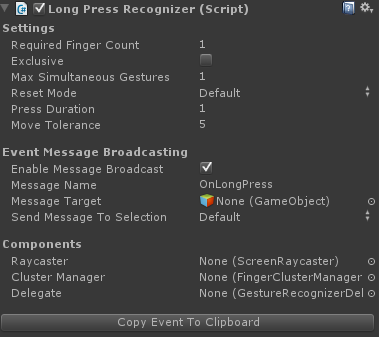 Long Press Recognizer (Script)
Settings
Required Finger Count 1
Exclusive
Max Simultaneous Gestures 1
Reset Mode Default
Press Duration 1
Move Tolerance 5
Event Message Broadcasting
Enable Message Broadcast
Message Name OnLongPress
Message Target None (GameObject)
Send Message To Selection Default
Components
Raycaster None (ScreenRaycaster)
Cluster Manager None (FingerClusterManager
Delegate None (GestureRecognizerDel
Copy Event To Clipboard